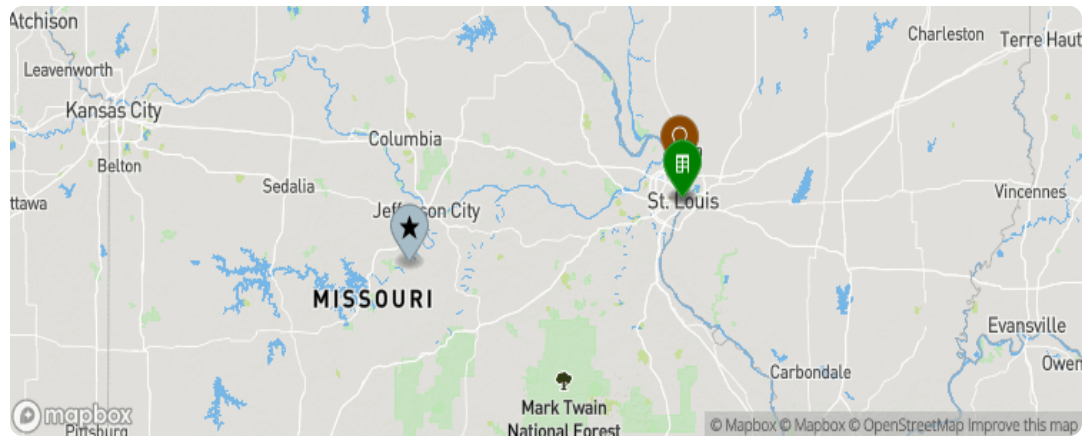 Atchison
Charleston
Terre Haut
Leavenworth
Kansas City
Columbia
Belton
Sedalia
ttawa
Vincennes
St. Louis
Jefferson City
MISSOURI
Evansville
Owen
Carbondale
Mark Twain
National Forest
mapbox
Pittsburg
© Mapbox © Mapbox © OpenStreetMap Improve this map